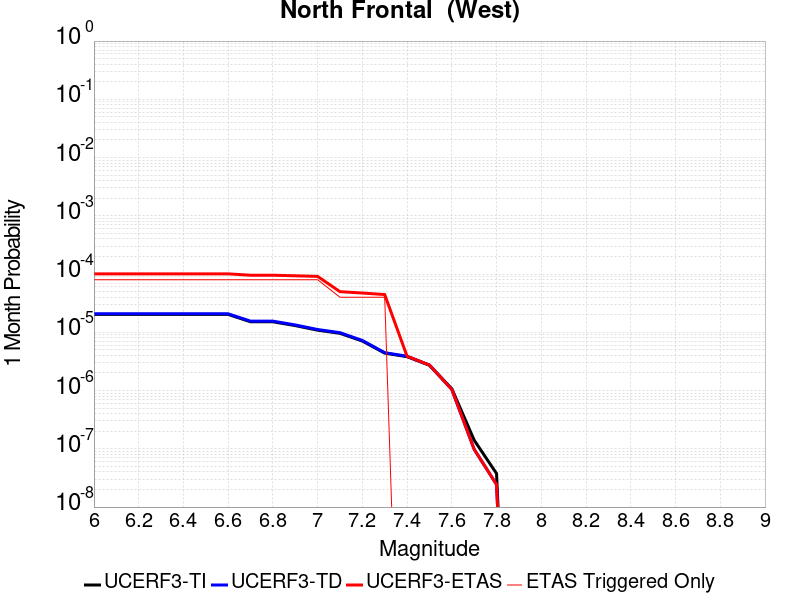 North Frontal  (West)
10^0
10^-1
10^-2
10^-3
10^-4
10^-5
10^-6
10^-7
10^-8
1 Month Probability
6 6.2 6.4 6.6 6.8 7 7.2 7.4 7.6 7.8 8 8.2 8.4 8.6 8.8 9
Magnitude
UCERF3-TI UCERF3-TD UCERF3-ETAS ETAS Triggered Only